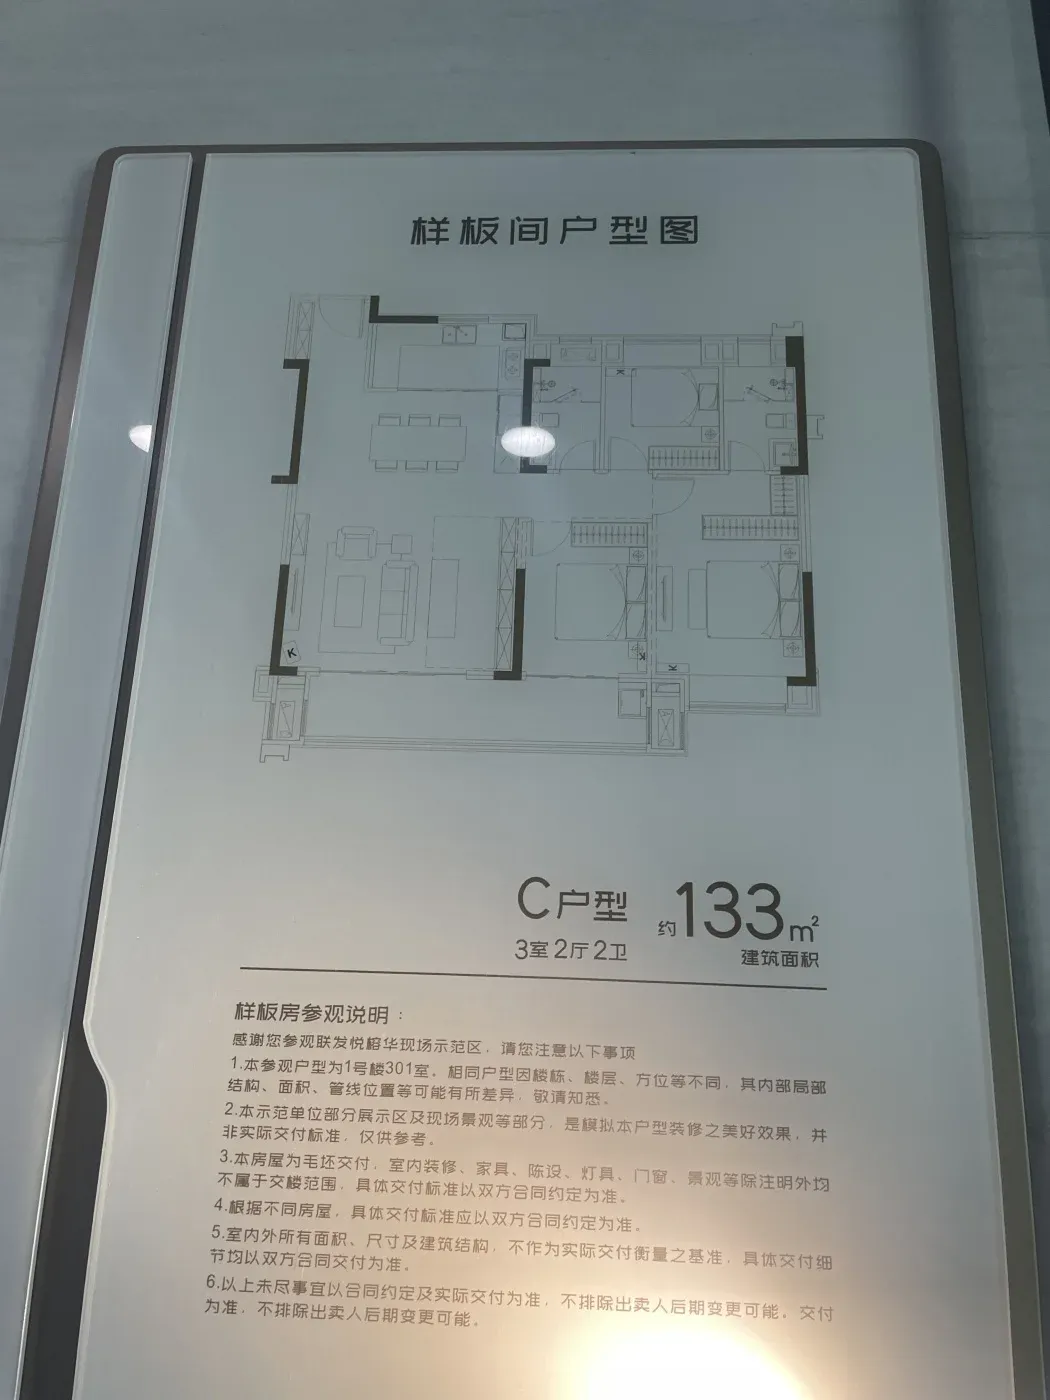 样板间户型图
K
K
K
K
C户型 约133m²
3室2厅2卫 建筑面积
样板房参观说明：
感谢您参观联发悦榕华现场示范区，请您注意以下事项
1.本参观户型为1号楼301室，相同户型因楼栋、楼层、方位等不同，其内部局部
结构、面积、管线位置等可能有所差异，敬请知悉。
2.本示范单位部分展示区及现场景观等部分，是模拟本户型装修之美好效果，并
非实际交付标准，仅供参考。
3.本房屋为毛坯交付，室内装修、家具、陈设、灯具、门窗、景观等除注明外均
不属于交楼范围，具体交付标准以双方合同约定为准。
4.根据不同房屋，具体交付标准应以双方合同约定为准。
5.室内外所有面积、尺寸及建筑结构，不作为实际交付衡量之基准，具体交付细
节均以双方合同交付为准。
6.以上未尽事宜以合同约定及实际交付为准，不排除出卖人后期变更可能。交付
为准，不排除出卖人后期变更可能。